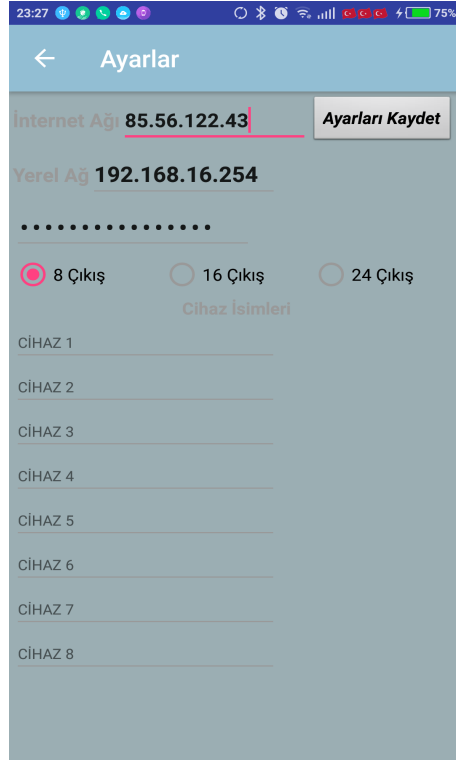 23:27 75%
Ayarlar
İnternet Ağı 85.56.122.43 Ayarları Kaydet
Yerel Ağ 192.168.16.254
••••••••••••••••
8 Çıkış 16 Çıkış 24 Çıkış
Cihaz İsimleri
CİHAZ 1
CİHAZ 2
CİHAZ 3
CİHAZ 4
CİHAZ 5
CİHAZ 6
CİHAZ 7
CİHAZ 8